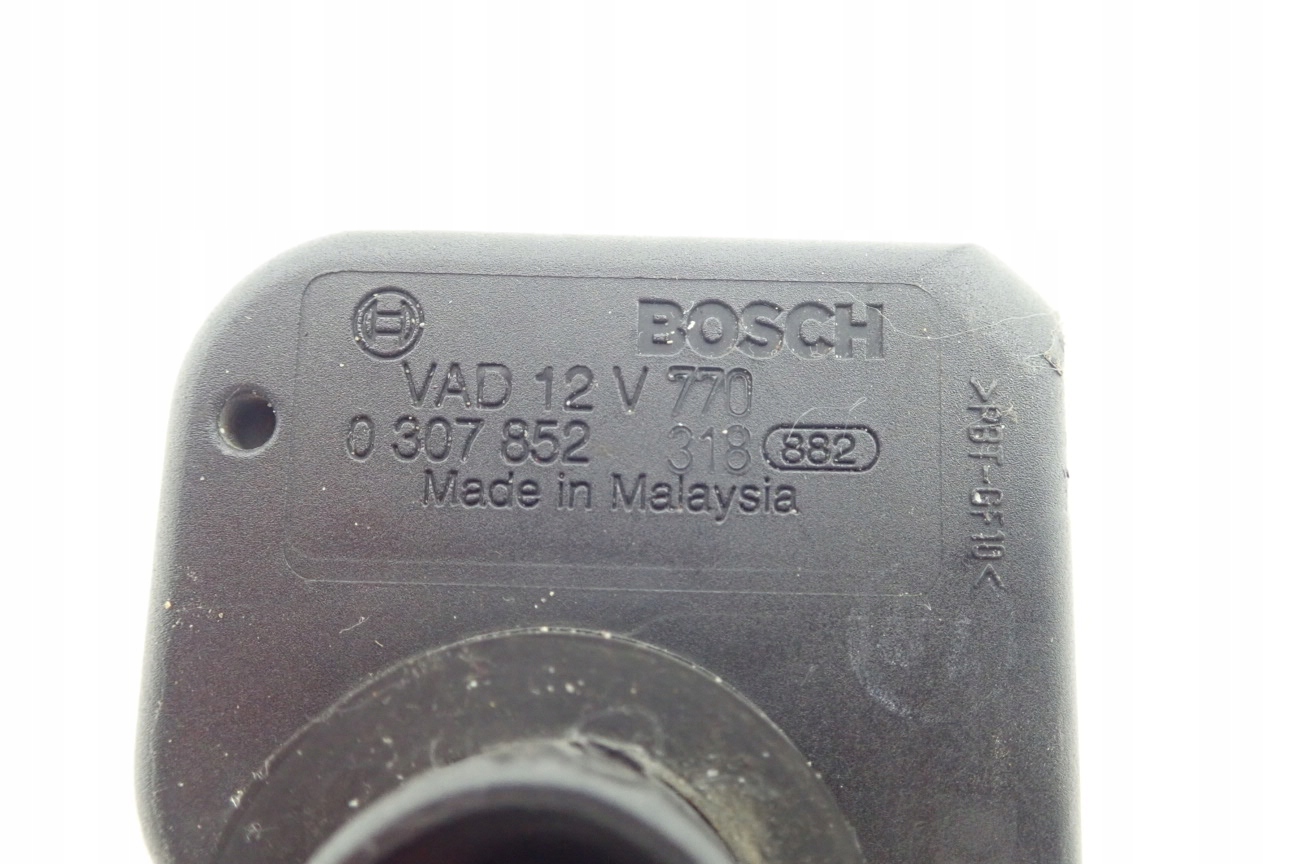 BOSCH
VAD 12 V 770
0 307 852 318 882
Made in Malaysia
>PBT-GF10<